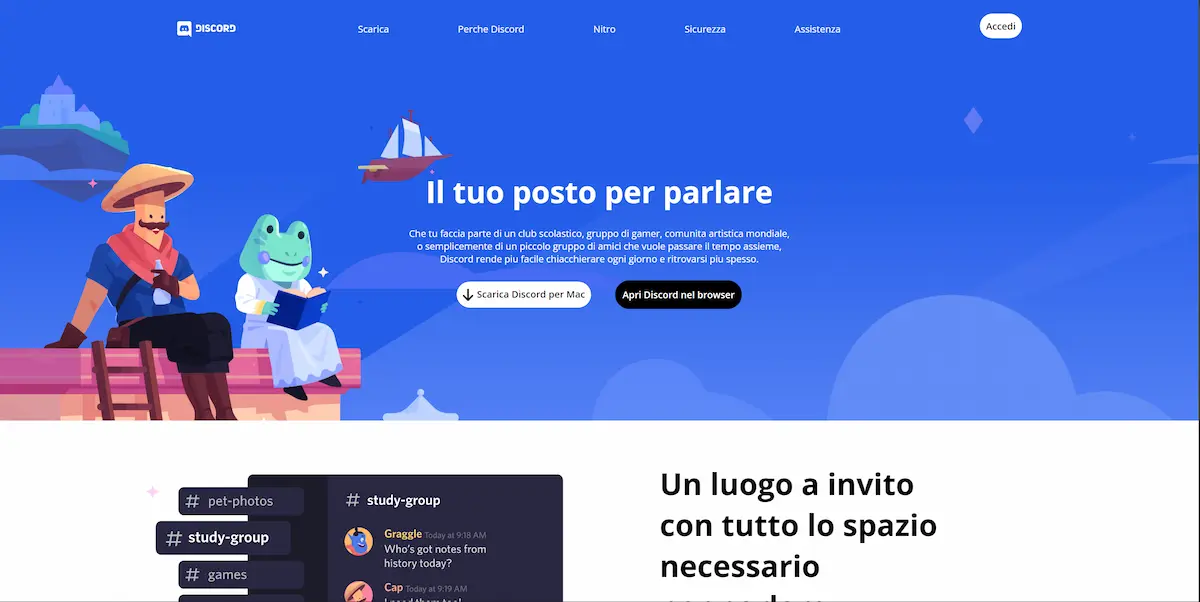 DISCORD
Scarica
Perche Discord
Nitro
Sicurezza
Assistenza
Accedi
Il tuo posto per parlare
Che tu faccia parte di un club scolastico, gruppo di gamer, comunita artistica mondiale,
o semplicemente di un piccolo gruppo di amici che vuole passare il tempo assieme,
Discord rende piu facile chiacchierare ogni giorno e ritrovarsi piu spesso.
Scarica Discord per Mac
Apri Discord nel browser
# pet-photos
# study-group
# games
# study-group
Graggle Today at 9:18 AM
Who's got notes from
history today?
Cap Today at 9:19 AM
Un luogo a invito
con tutto lo spazio
necessario